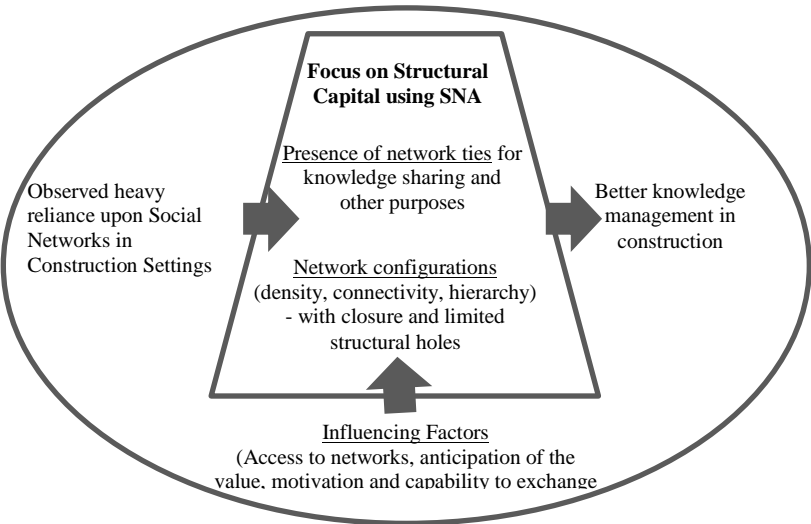 Focus on Structural
Capital using SNA
Presence of network ties for
knowledge sharing and
other purposes
Observed heavy
reliance upon Social
Networks in
Construction Settings
Better knowledge
management in
construction
Network configurations
(density, connectivity, hierarchy)
- with closure and limited
structural holes
Influencing Factors
(Access to networks, anticipation of the
value, motivation and capability to exchange